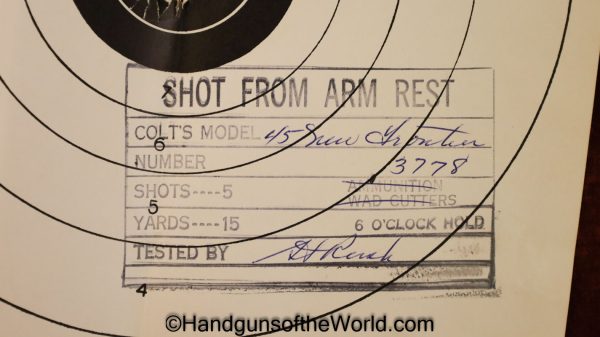 SHOT FROM ARM REST
COLT'S MODEL 45 New Frontier
6
NUMBER 3778
SHOTS----5 AMMUNITION
WAD CUTTERS
5
YARDS----15 6 O'CLOCK HOLD
TESTED BY
4
©HandgunsoftheWorld.com